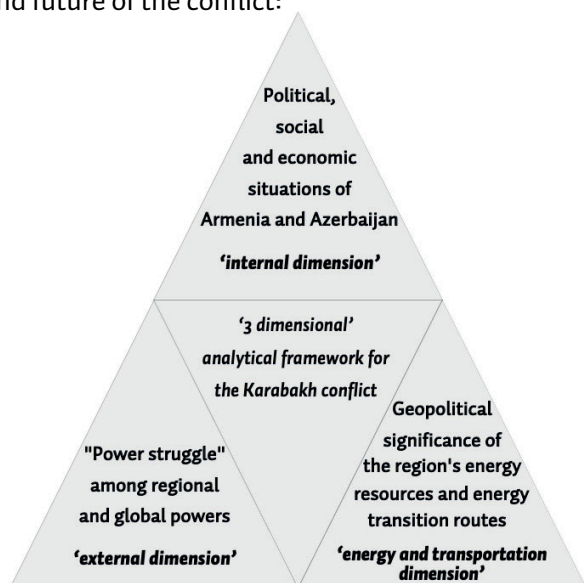 nd future of the conflict:
Political,
social
and economic
situations of
Armenia and Azerbaijan
‘internal dimension’
‘3 dimensional’
analytical framework for
the Karabakh conflict
"Power struggle"
among regional
and global powers
‘external dimension’
Geopolitical
significance of
the region's energy
resources and energy
transition routes
‘energy and transportation
dimension’